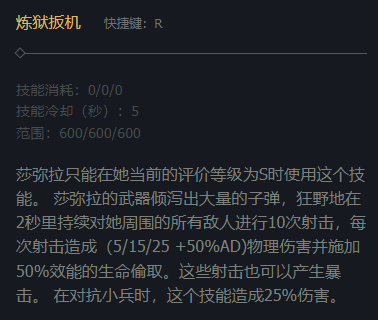 炼狱扳机 快捷键：R
技能消耗：0/0/0
技能冷却（秒）：5
范围：600/600/600
莎弥拉只能在她当前的评价等级为S时使用这个技
能。 莎弥拉的武器倾泻出大量的子弹，狂野地在
2秒里持续对她周围的所有敌人进行10次射击，每
次射击造成（5/15/25 +50%AD)物理伤害并施加
50%效能的生命偷取。这些射击也可以产生暴
击。 在对抗小兵时，这个技能造成25%伤害。